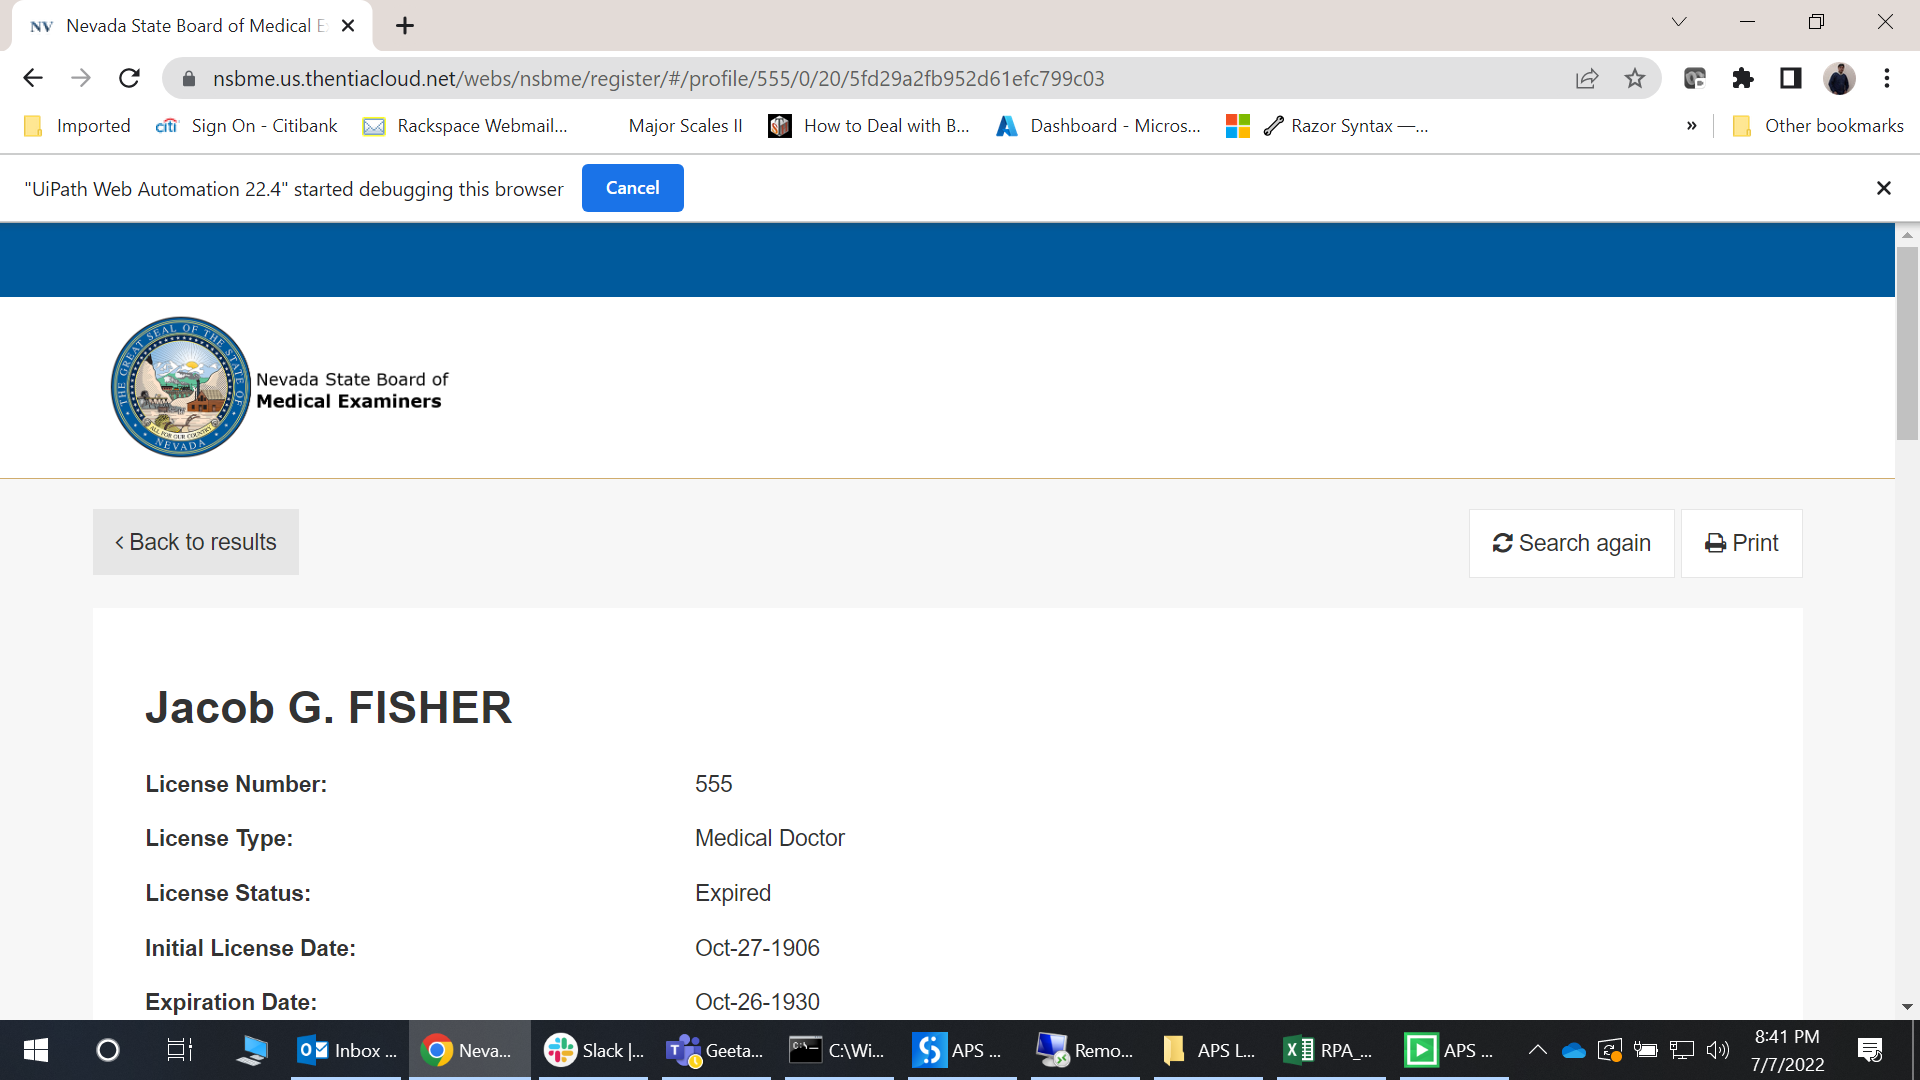 NV Nevada State Board of Medical E
nsbme.us.thentiacloud.net/webs/nsbme/register/#/profile/555/0/20/5fd29a2fb952d61efc799c03
Imported citi Sign On - Citibank Rackspace Webmail... Major Scales II How to Deal with B... Dashboard - Micros... Razor Syntax —... » Other bookmarks
"UiPath Web Automation 22.4" started debugging this browser Cancel
THE GREAT SEAL OF THE STATE OF
NEVADA
ALL FOR OUR COUNTRY
Nevada State Board of
Medical Examiners
Back to results
Search again Print
Jacob G. FISHER
License Number: 555
License Type: Medical Doctor
License Status: Expired
Initial License Date: Oct-27-1906
Expiration Date: Oct-26-1930
Inbox ... Neva... Slack |... Geeta... C:\Wi... APS ... Remo... APS L... RPA_... APS ... 8:41 PM
7/7/2022